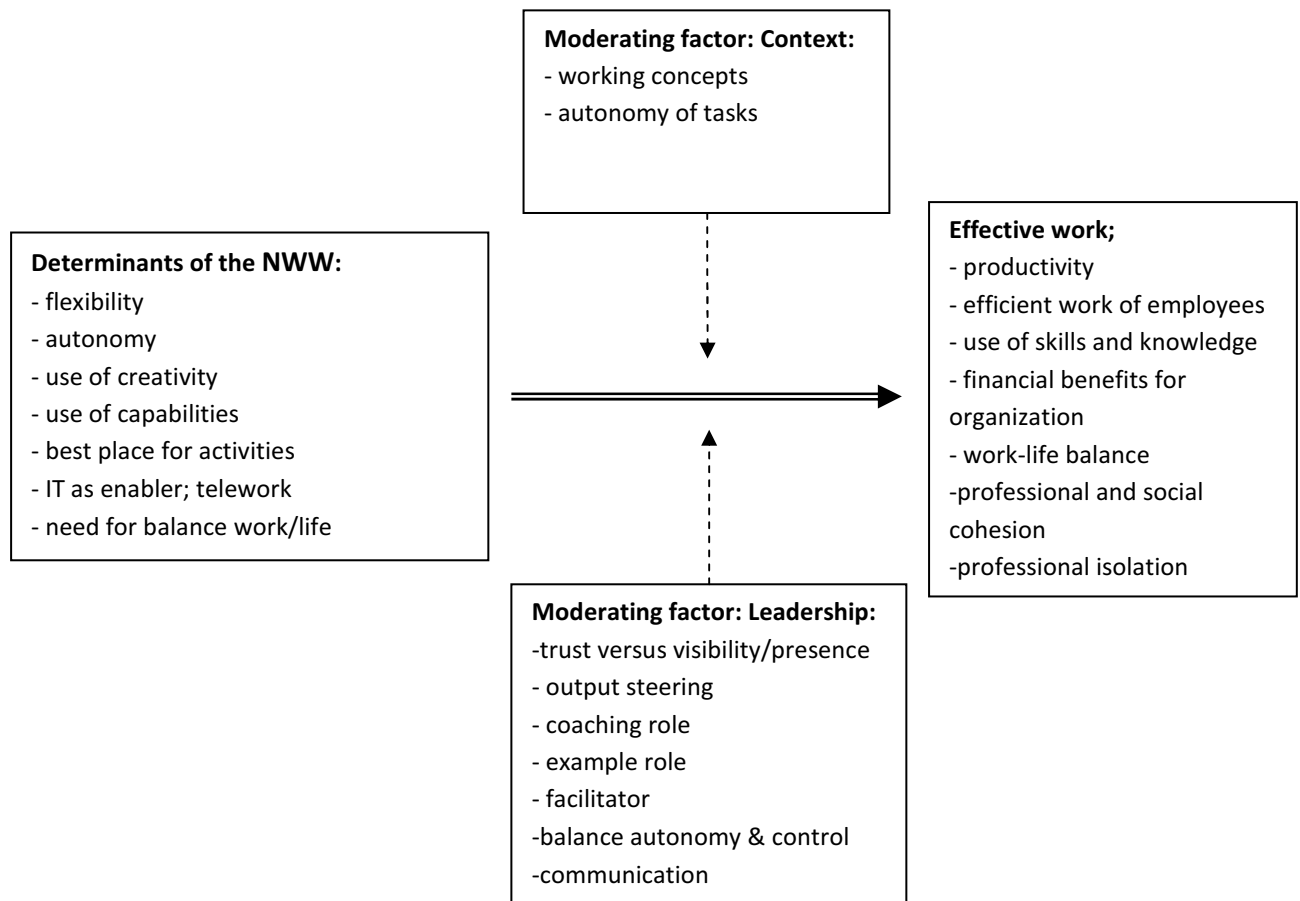 Moderating factor: Context:
- working concepts
- autonomy of tasks
Determinants of the NWW:
- flexibility
- autonomy
- use of creativity
- use of capabilities
- best place for activities
- IT as enabler; telework
- need for balance work/life
Effective work;
- productivity
- efficient work of employees
- use of skills and knowledge
- financial benefits for
organization
- work-life balance
-professional and social
cohesion
-professional isolation
Moderating factor: Leadership:
-trust versus visibility/presence
- output steering
- coaching role
- example role
- facilitator
-balance autonomy & control
-communication